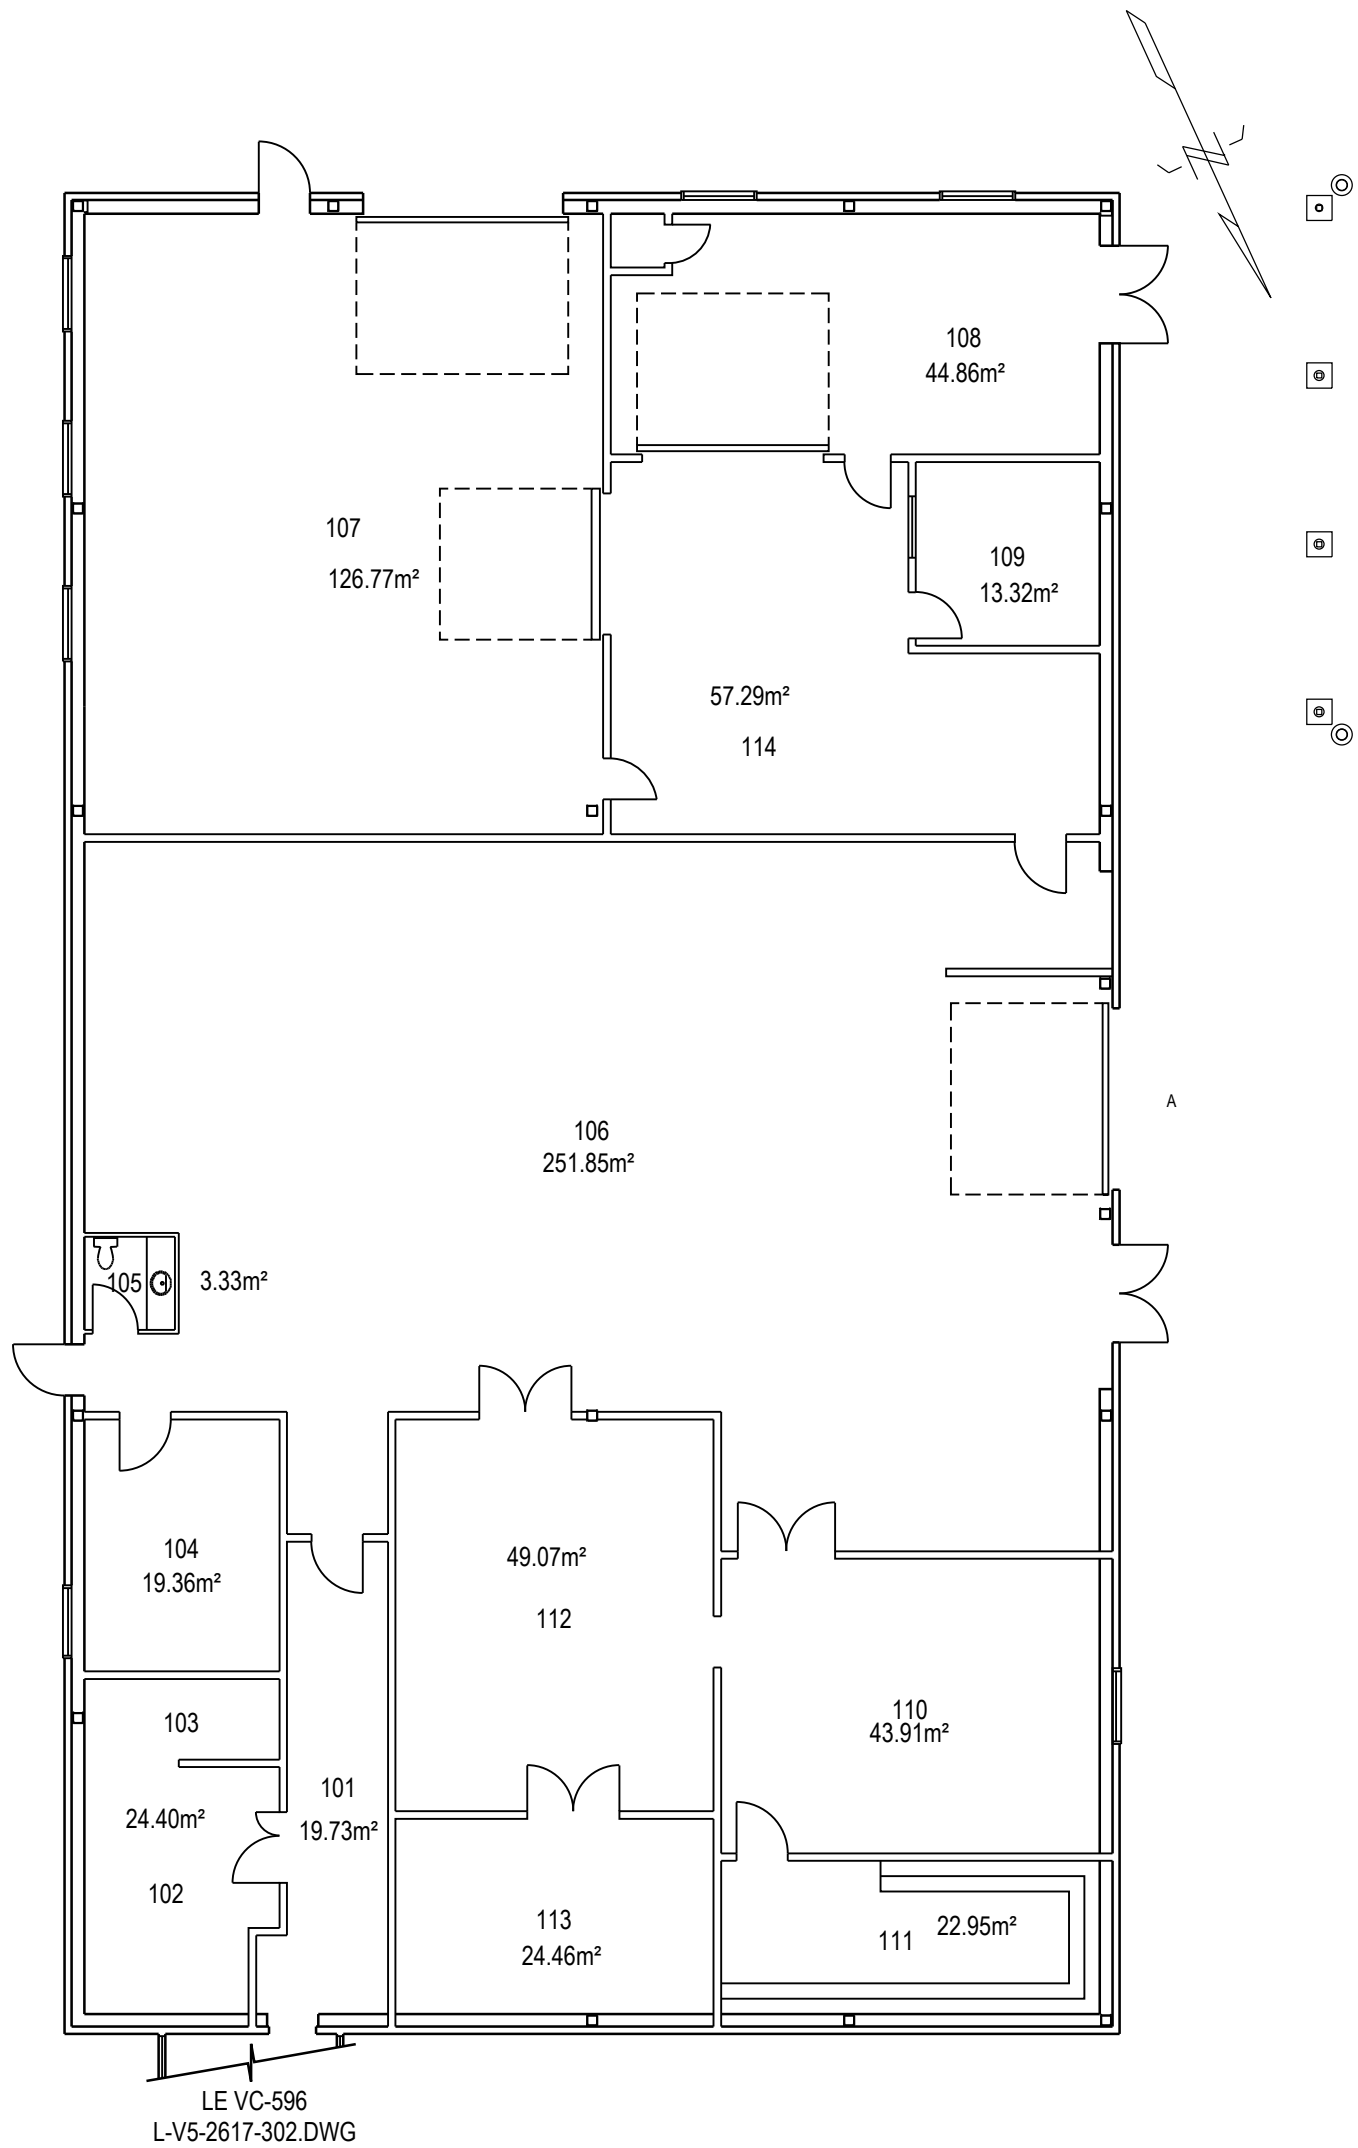 108
44.86m²
107
126.77m²
109
13.32m²
57.29m²
114
A
106
251.85m²
105
3.33m²
104
19.36m²
49.07m²
112
103
110
43.91m²
101
19.73m²
24.40m²
102
113
24.46m²
111
22.95m²
LE VC-596
L-V5-2617-302.DWG